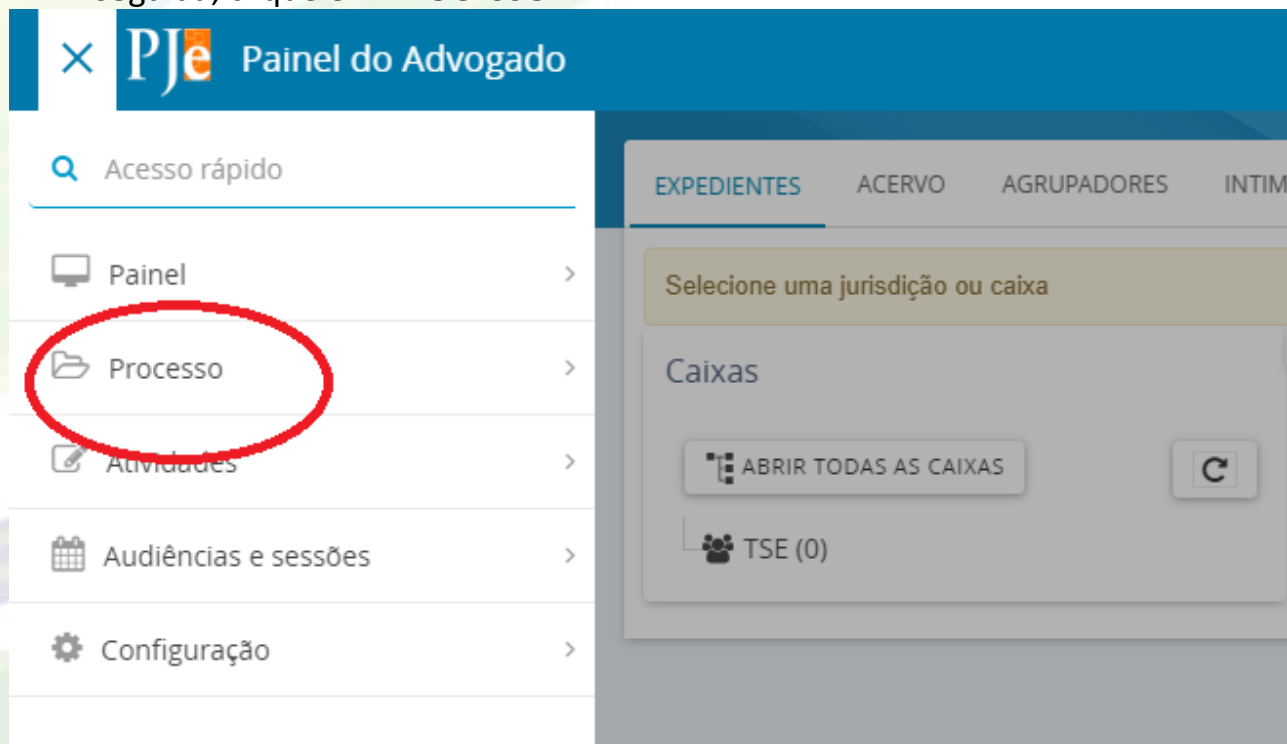 PJe Painel do Advogado
Acesso rápido
EXPEDIENTES ACERVO AGRUPADORES INTIM
Painel
Selecione uma jurisdição ou caixa
Processo
Caixas
Atividades
ABRIR TODAS AS CAIXAS
Audiências e sessões
TSE (0)
Configuração